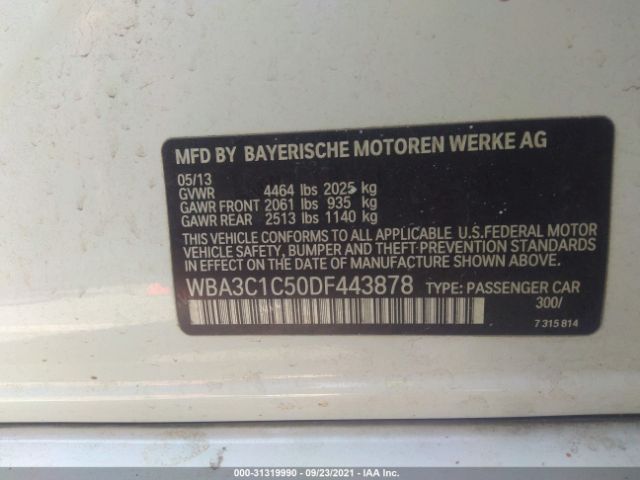 MFD BY BAYERISCHE MOTOREN WERKE AG
05/13
GVWR 4464 lbs 2025 kg
GAWR FRONT 2061 lbs 935 kg
GAWR REAR 2513 lbs 1140 kg
THIS VEHICLE CONFORMS TO ALL APPLICABLE U.S.FEDERAL MOTOR
VEHICLE SAFETY, BUMPER, AND THEFT PREVENTION STANDARDS
IN EFFECT ON THE DATE OF MANUFACTURE SHOWN ABOVE.
WBA3C1C50DF443878 TYPE: PASSENGER CAR
300/
7 315 814
000-31319990 - 09/23/2021 - IAA Inc.